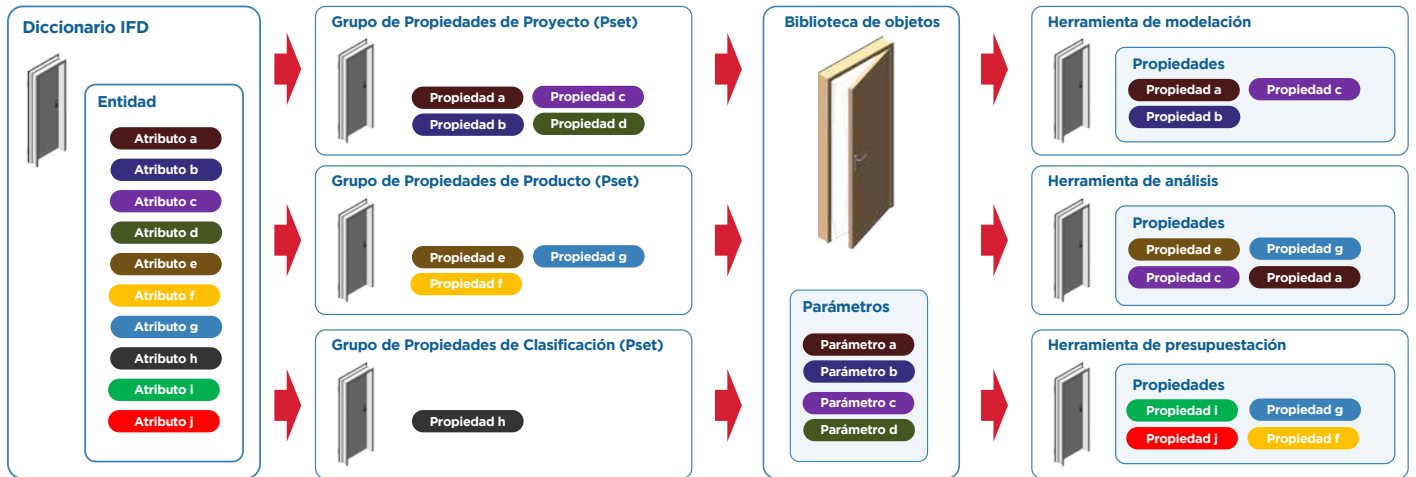 Diccionario IFD
Entidad
Atributo a
Atributo b
Atributo c
Atributo d
Atributo e
Atributo f
Atributo g
Atributo h
Atributo i
Atributo j
Grupo de Propiedades de Proyecto (Pset)
Propiedad a
Propiedad c
Propiedad b
Propiedad d
Grupo de Propiedades de Producto (Pset)
Propiedad e
Propiedad g
Propiedad f
Grupo de Propiedades de Clasificación (Pset)
Propiedad h
Biblioteca de objetos
Parámetros
Parámetro a
Parámetro b
Parámetro c
Parámetro d
Herramienta de modelación
Propiedades
Propiedad a
Propiedad c
Propiedad b
Herramienta de análisis
Propiedades
Propiedad e
Propiedad g
Propiedad c
Propiedad a
Herramienta de presupuestación
Propiedades
Propiedad i
Propiedad g
Propiedad j
Propiedad f